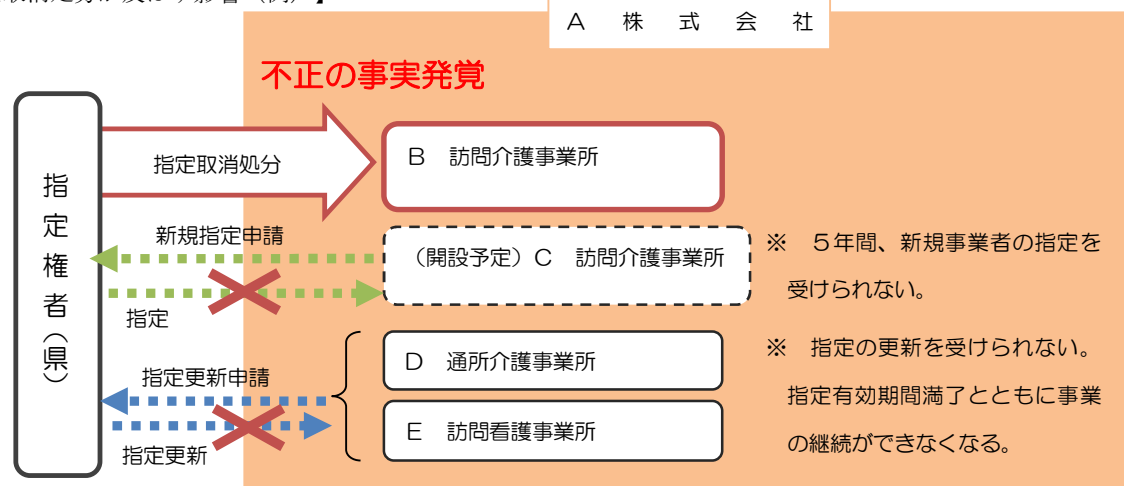 A 株 式 会 社
不正の事実発覚
指定権者（県）
指定取消処分
B 訪問介護事業所
新規指定申請
（開設予定）C 訪問介護事業所
指定
※ ５年間、新規事業者の指定を
受けられない。
D 通所介護事業所
E 訪問看護事業所
指定更新申請
指定更新
※ 指定の更新を受けられない。
指定有効期間満了とともに事業
の継続ができなくなる。